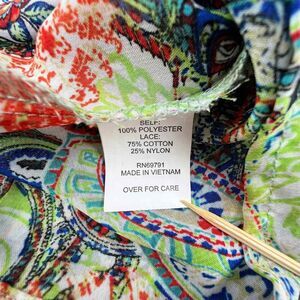 SELF:
100% POLYESTER
LACE:
75% COTTON
25% NYLON
RN69791
MADE IN VIETNAM
OVER FOR CARE